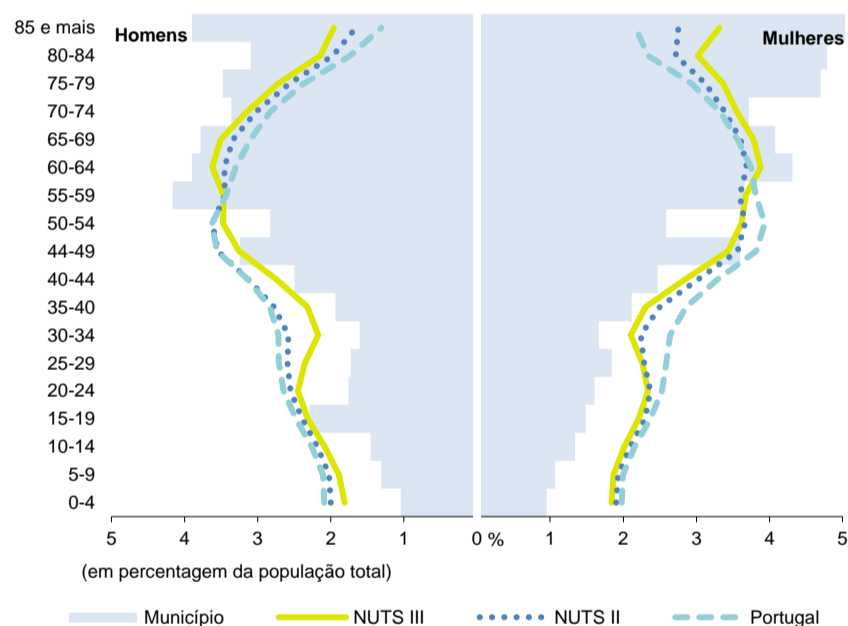 85 e mais
Homens
Mulheres
80-84
75-79
70-74
65-69
60-64
55-59
50-54
44-49
40-44
35-40
30-34
25-29
20-24
15-19
10-14
5-9
0-4
5 4 3 2 1 0 % 1 2 3 4 5
(em percentagem da população total)
Município NUTS III NUTS II Portugal